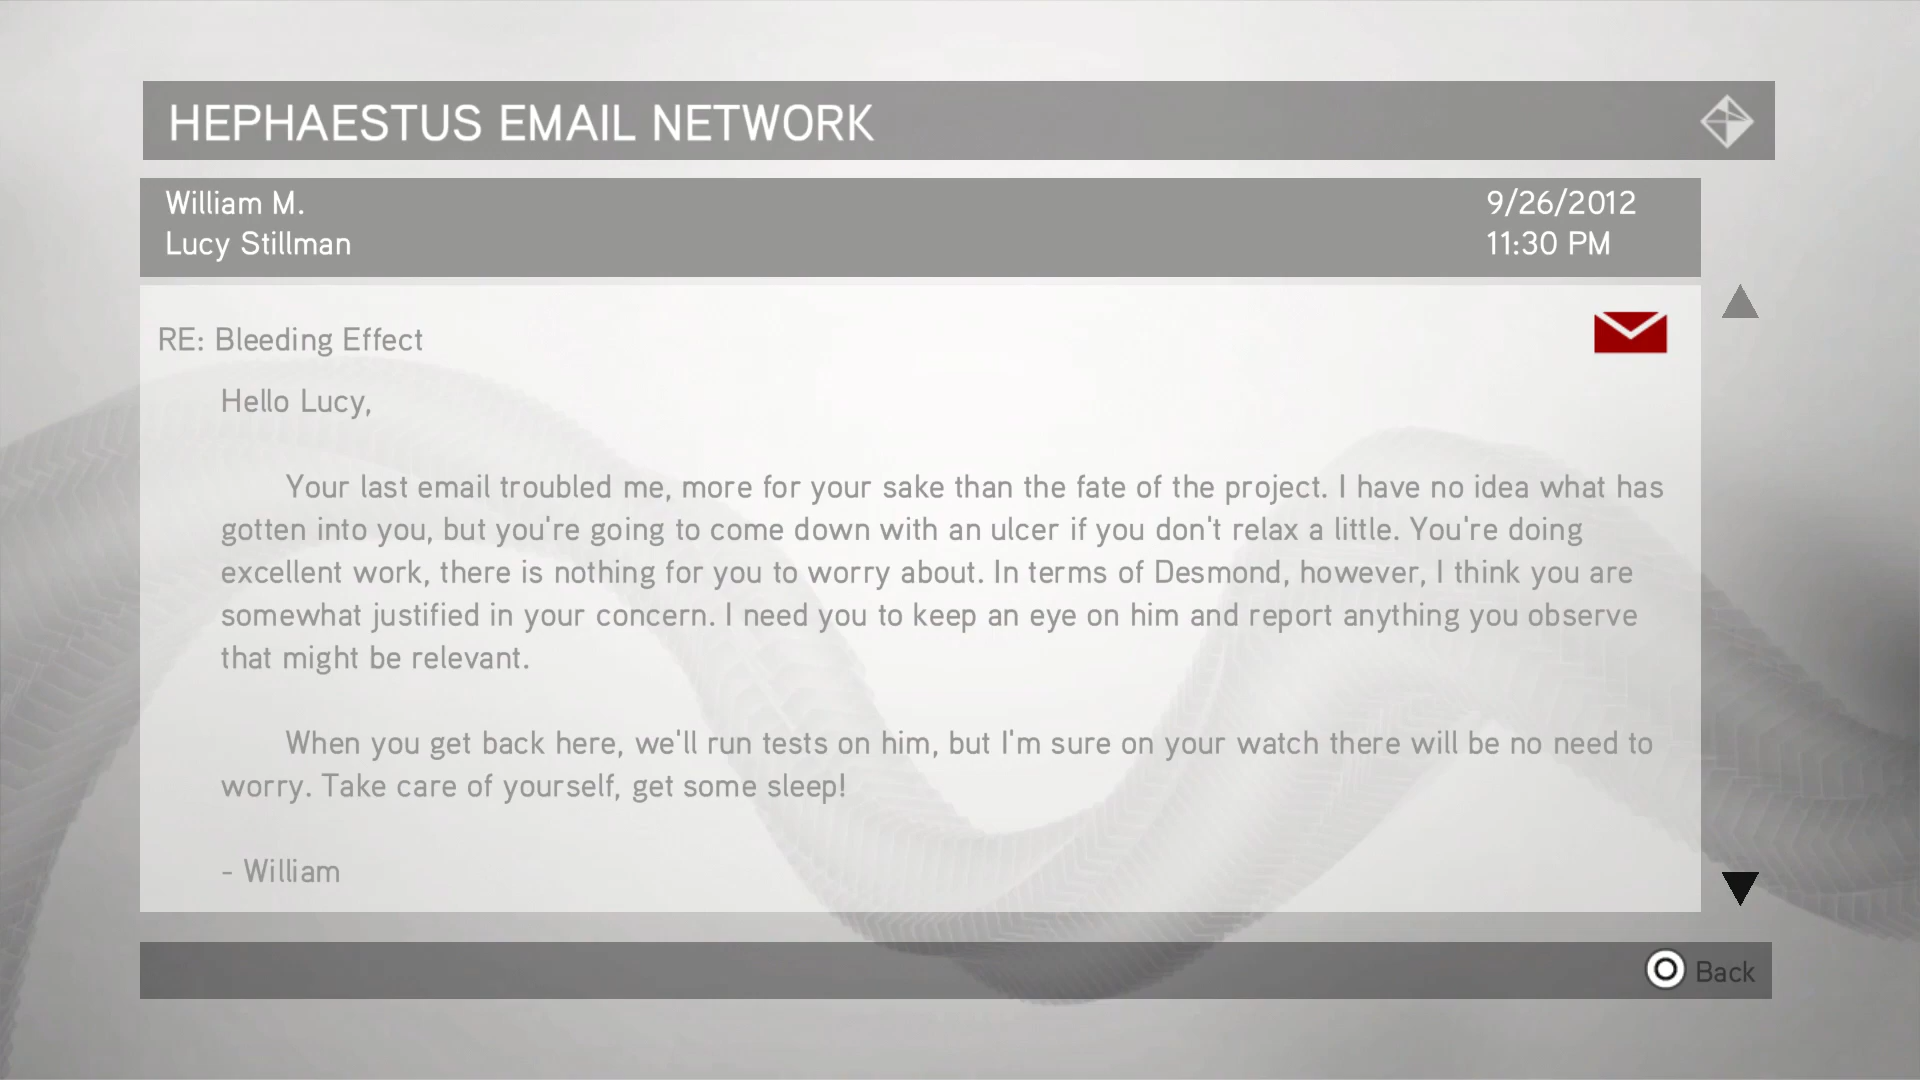 HEPHAESTUS EMAIL NETWORK
William M.
9/26/2012
Lucy Stillman
11:30 PM
RE: Bleeding Effect
Hello Lucy,
Your last email troubled me, more for your sake than the fate of the project. I have no idea what has
gotten into you, but you're going to come down with an ulcer if you don't relax a little. You're doing
excellent work, there is nothing for you to worry about. In terms of Desmond, however, I think you are
somewhat justified in your concern. I need you to keep an eye on him and report anything you observe
that might be relevant.
When you get back here, we'll run tests on him, but I'm sure on your watch there will be no need to
worry. Take care of yourself, get some sleep!
- William
Back